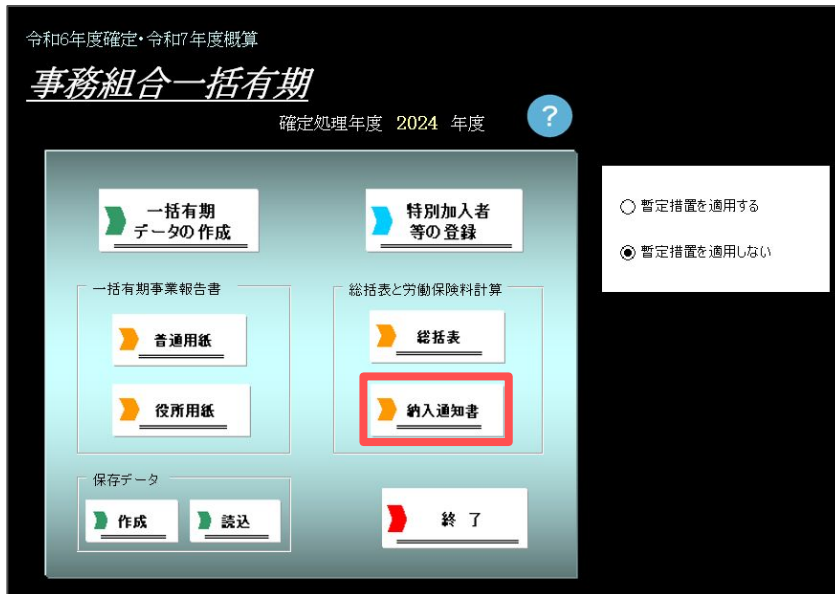 令和6年度確定・令和7年度概算
事務組合一括有期
確定処理年度 2024 年度
?
一括有期
データの作成
特別加入者
等の登録
暫定措置を適用する
暫定措置を適用しない
一括有期事業報告書
普通用紙
役所用紙
総括表と労働保険料計算
総括表
納入通知書
保存データ
作成
読込
終了